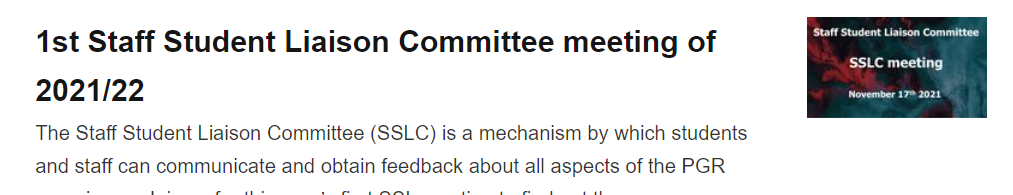 1st Staff Student Liaison Committee meeting of
2021/22
The Staff Student Liaison Committee (SSLC) is a mechanism by which students
and staff can communicate and obtain feedback about all aspects of the PGR
Staff Student Liaison Committee
SSLC meeting
November 17th 2021